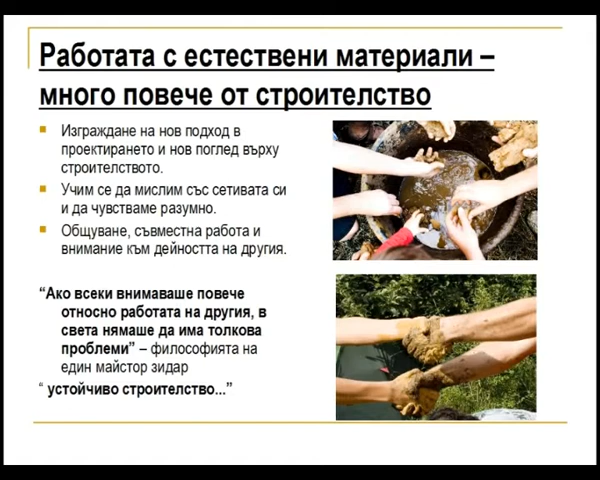 Работата с естествени материали –
много повече от строителство
Изграждане на нов подход в
проектирането и нов поглед върху
строителството.
Учим се да мислим със сетивата си
и да чувстваме разумно.
Общуване, съвместна работа и
внимание към дейността на другия.
“Ако всеки внимаваше повече
относно работата на другия, в
света нямаше да има толкова
проблеми” – философията на
един майстор зидар
“ устойчиво строителство...”